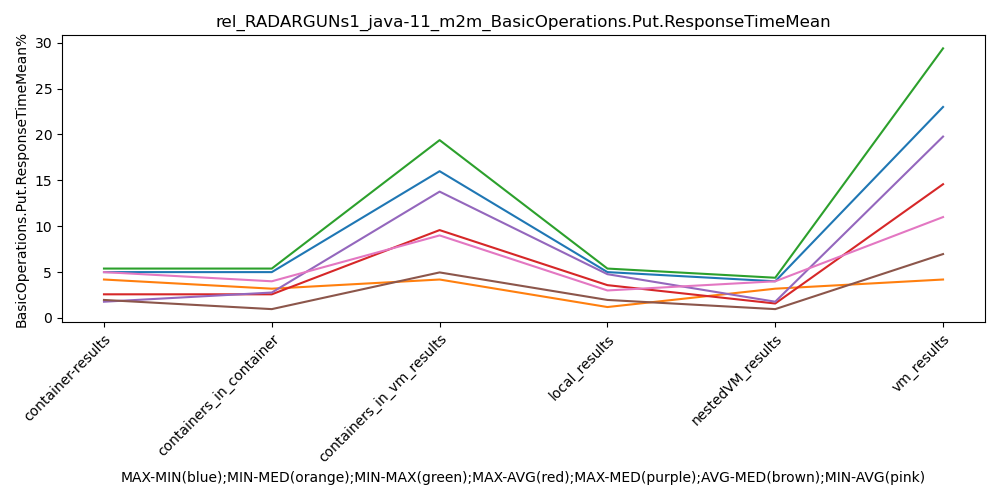 rel_RADARGUNs1_java-11_m2m_BasicOperations.Put.ResponseTimeMean
BasicOperations.Put.ResponseTimeMean%
30
25
20
15
10
5
0
container-results
containers_in_container
containers_in_vm_results
local_results
nestedVM_results
vm_results
MAX-MIN(blue);MIN-MED(orange);MIN-MAX(green);MAX-AVG(red);MAX-MED(purple);AVG-MED(brown);MIN-AVG(pink)